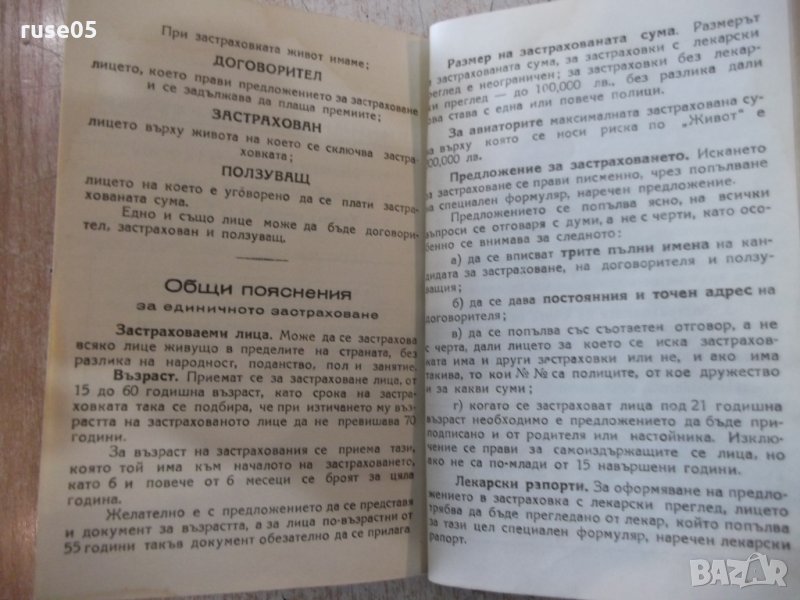 ruse05
При застраховката живот имаме;
ДОГОВОРИТЕЛ
лицето, което прави предложението за застраховане
и се задължава да плаща премиите;
ЗАСТРАХОВАН
лицето върху живота на което се сключва застра-
ховката;
ПОЛЗУВАЩ
лицето на което е уговорено да се плати застра-
хованата сума.
Едно и също лице може да бъде договори-
тел, застрахован и ползуващ.
Общи пояснения
за единичното застраховане
Застраховаеми лица. Може да се застрахова
всяко лице живущо в пределите на страната, без
разлика на народност, поданство, пол и занятие.
Възраст. Приемат се за застраховане лица, от
15 до 60 годишна възраст, като срока на застра-
ховката така се подбира, че при изтичането му въз-
растта на застрахованото лице да не превишава 70
години.
За възраст на застрахования се приема тази,
която той има към началото на застраховането,
като 6 и повече от 6 месеци се броят за цяла
година.
Желателно е с предложението да се представя
и документ за възрастта, а за лица по-възрастни от
55 години такъв документ обезателно да се прилага
Размер на застрахованата сума. Размерът
на застрахованата сума, за застраховки с лекарски
преглед е неограничен; за застраховки без лекар-
ски преглед — до 100,000 лв., без разлика дали
това става с една или повече полици.
За авиаторите максималната застрахована су-
ма върху която се носи риска по „Живот“ е
00,000 лв.
Предложение за застраховането. Искането
за застраховане се прави писменно, чрез попълване
на специален формуляр, наречен предложение.
Предложението се попълва ясно, на всички
въпроси се отговаря с думи, а не с черти, като осо-
бенно се внимава за следното:
а) да се вписват трите пълни имена на кан-
дидата за застраховане, на договорителя и ползу-
ващия;
б) да се дава постоянния и точен адрес на
договорителя;
в) да се попълва със съответен отговор, а не
с черта, дали лицето за което се иска застрахов-
ката има и други застраховки или не, и ако има
такива, то кои №№ са полиците, от кое дружество
и за какви суми;
г) когато се застраховат лица под 21 годишна
възраст необходимо е предложението да бъде при-
подписано и от родителя или настойника. Изклю-
чение се прави за самоиздържащите се лица, но
ако не са по-млади от 15 навършени години.
Лекарски рзпорти. За оформяване на предло-
жението в застраховка с лекарски преглед, лицето
трябва да бъде прегледано от лекар, който попълва
за тази цел специален формуляр, наречен лекарски
рапорт.
BAZAR